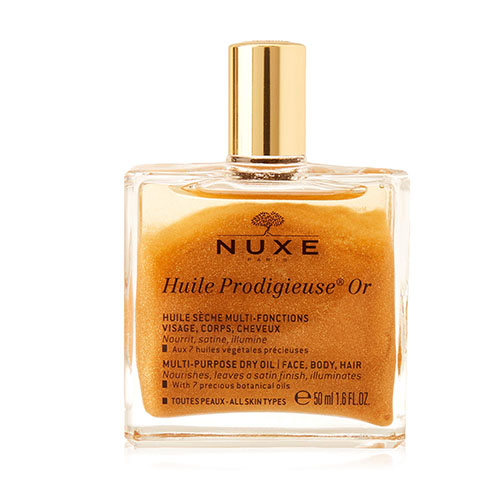 NUXE
PARIS
Huile Prodigieuse® Or
HUILE SÈCHE MULTI-FONCTIONS
VISAGE, CORPS, CHEVEUX
Nourrit, satine, illumine
■ Aux 7 huiles végétales précieuses
MULTI-PURPOSE DRY OIL | FACE, BODY, HAIR
Nourishes, leaves a satin finish, illuminates
■ With 7 precious botanical oils
■ TOUTES PEAUX - ALL SKIN TYPES
℮ 50 ml 1.6 FL.OZ.